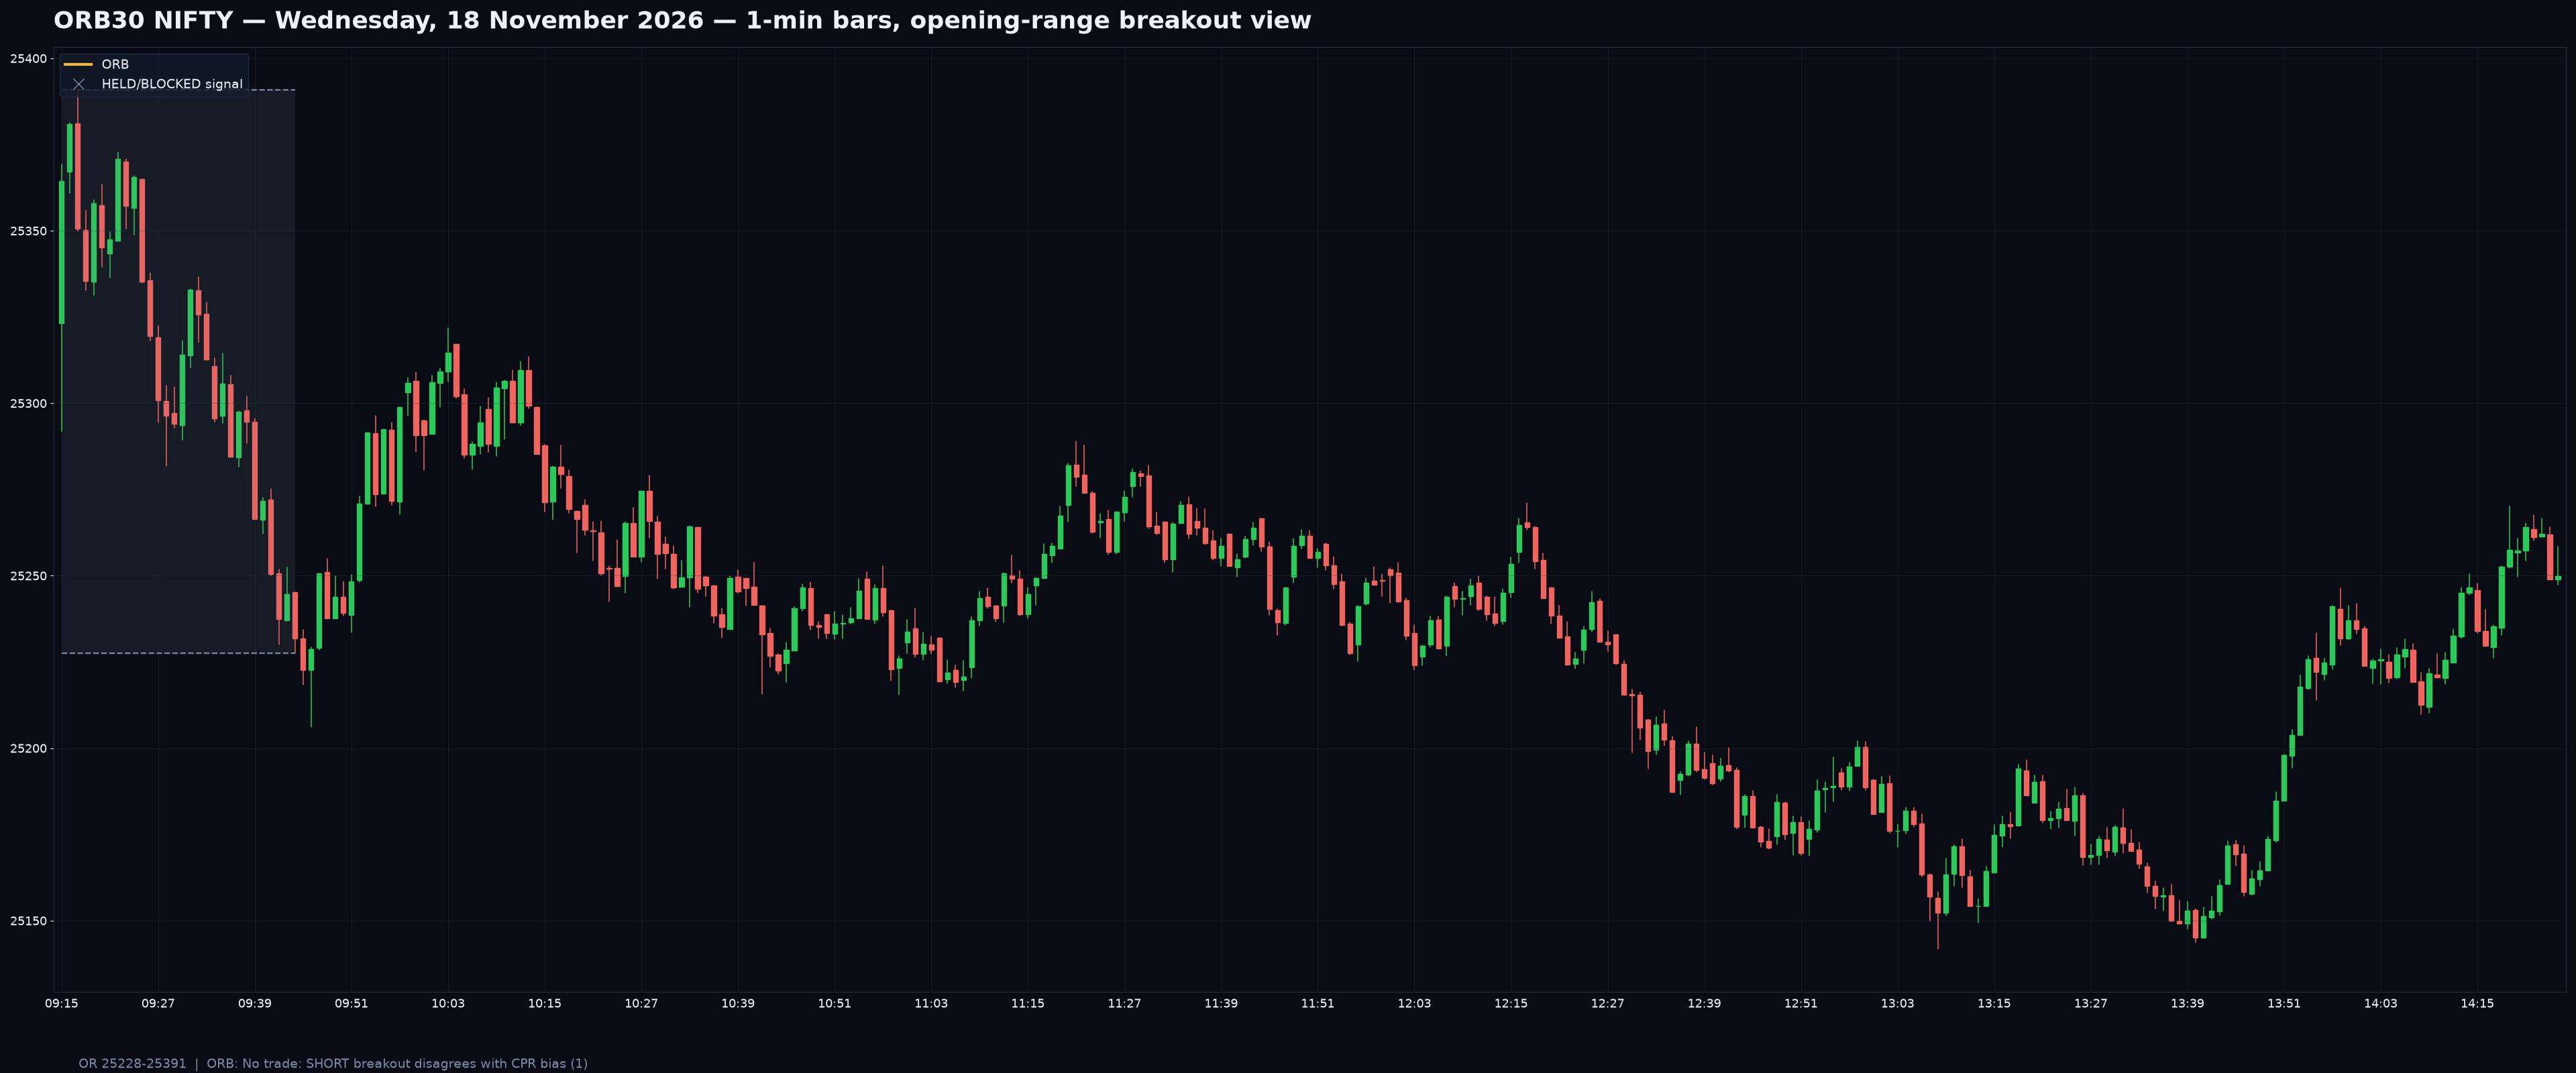 ORB30 NIFTY — Wednesday, 18 November 2026 — 1-min bars, opening-range breakout view
ORB
HELD/BLOCKED signal
25400
25350
25300
25250
25200
25150
09:15 09:27 09:39 09:51 10:03 10:15 10:27 10:39 10:51 11:03 11:15 11:27 11:39 11:51 12:03 12:15 12:27 12:39 12:51 13:03 13:15 13:27 13:39 13:51 14:03 14:15
OR 25228-25391 | ORB: No trade: SHORT breakout disagrees with CPR bias (1)